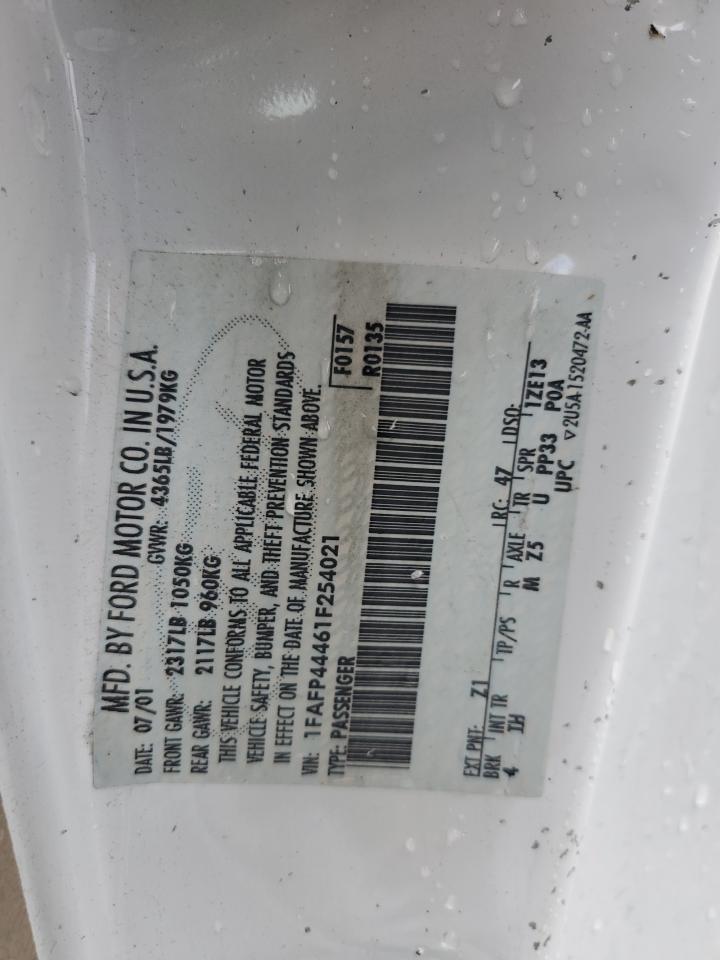 MFD. BY FORD MOTOR CO. IN U.S.A.
DATE: 07/01 GVWR: 4365LB/1979KG
FRONT GAWR: 2317LB 1050KG
REAR GAWR: 2117LB 960KG
THIS VEHICLE CONFORMS TO ALL APPLICABLE FEDERAL MOTOR
VEHICLE SAFETY, BUMPER, AND THEFT PREVENTION STANDARDS
IN EFFECT ON THE DATE OF MANUFACTURE SHOWN ABOVE.
VIN: 1FAFP44461F254021 F0157
TYPE: PASSENGER R0135
EXT PNT: Z1 RC: 47 DSO:
BRK INT TR TP/PS R AXLE TR SPR 1ZE13
4 IH M Z5 U PP33 P0A
UPC ▽2U5A 1520472-AA